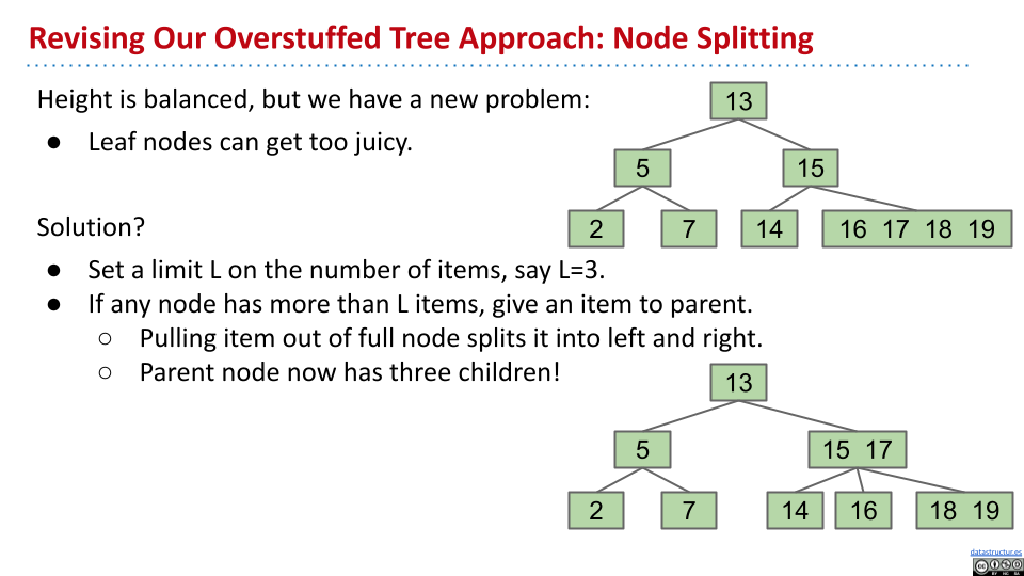 Revising Our Overstuffed Tree Approach: Node Splitting
Height is balanced, but we have a new problem:
● Leaf nodes can get too juicy.
13
5 15
2 7 14 16 17 18 19
Solution?
● Set a limit L on the number of items, say L=3.
● If any node has more than L items, give an item to parent.
○ Pulling item out of full node splits it into left and right.
○ Parent node now has three children!
13
5 15 17
2 7 14 16 18 19
datastructur.es